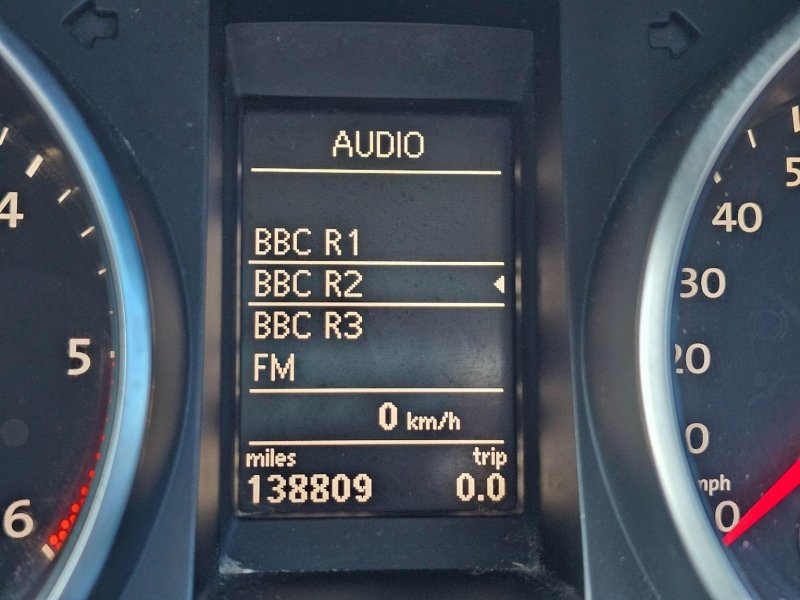 AUDIO
BBC R1
BBC R2
BBC R3
FM
0 km/h
miles trip
138809 0.0
4
5
6
40
30
20
mph
0